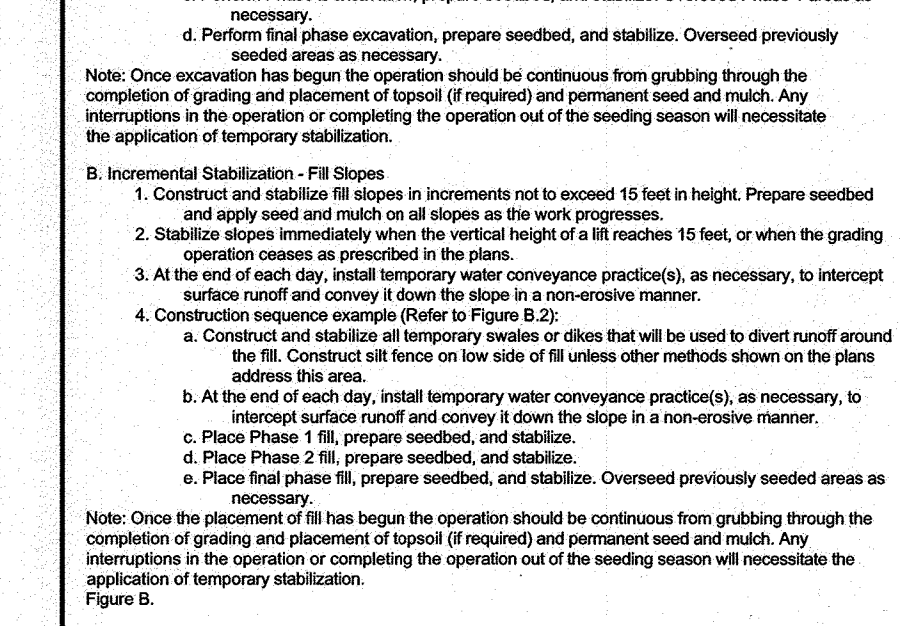 necessary.
d. Perform final phase excavation, prepare seedbed, and stabilize. Overseed previously
seeded areas as necessary.
Note: Once excavation has begun the operation should be continuous from grubbing through the
completion of grading and placement of topsoil (if required) and permanent seed and mulch. Any
interruptions in the operation or completing the operation out of the seeding season will necessitate
the application of temporary stabilization.
B. Incremental Stabilization - Fill Slopes
1. Construct and stabilize fill slopes in increments not to exceed 15 feet in height. Prepare seedbed
and apply seed and mulch on all slopes as the work progresses.
2. Stabilize slopes immediately when the vertical height of a lift reaches 15 feet, or when the grading
operation ceases as prescribed in the plans.
3. At the end of each day, install temporary water conveyance practice(s), as necessary, to intercept
surface runoff and convey it down the slope in a non-erosive manner.
4. Construction sequence example (Refer to Figure B.2):
a. Construct and stabilize all temporary swales or dikes that will be used to divert runoff around
the fill. Construct silt fence on low side of fill unless other methods shown on the plans
address this area.
b. At the end of each day, install temporary water conveyance practice(s), as necessary, to
intercept surface runoff and convey it down the slope in a non-erosive manner.
c. Place Phase 1 fill, prepare seedbed, and stabilize.
d. Place Phase 2 fill, prepare seedbed, and stabilize.
e. Place final phase fill, prepare seedbed, and stabilize. Overseed previously seeded areas as
necessary.
Note: Once the placement of fill has begun the operation should be continuous from grubbing through the
completion of grading and placement of topsoil (if required) and permanent seed and mulch. Any
interruptions in the operation or completing the operation out of the seeding season will necessitate the
application of temporary stabilization.
Figure B.